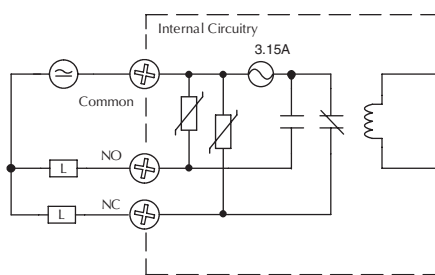 Internal Circuitry
3.15A
Common
NO
L
NC
L